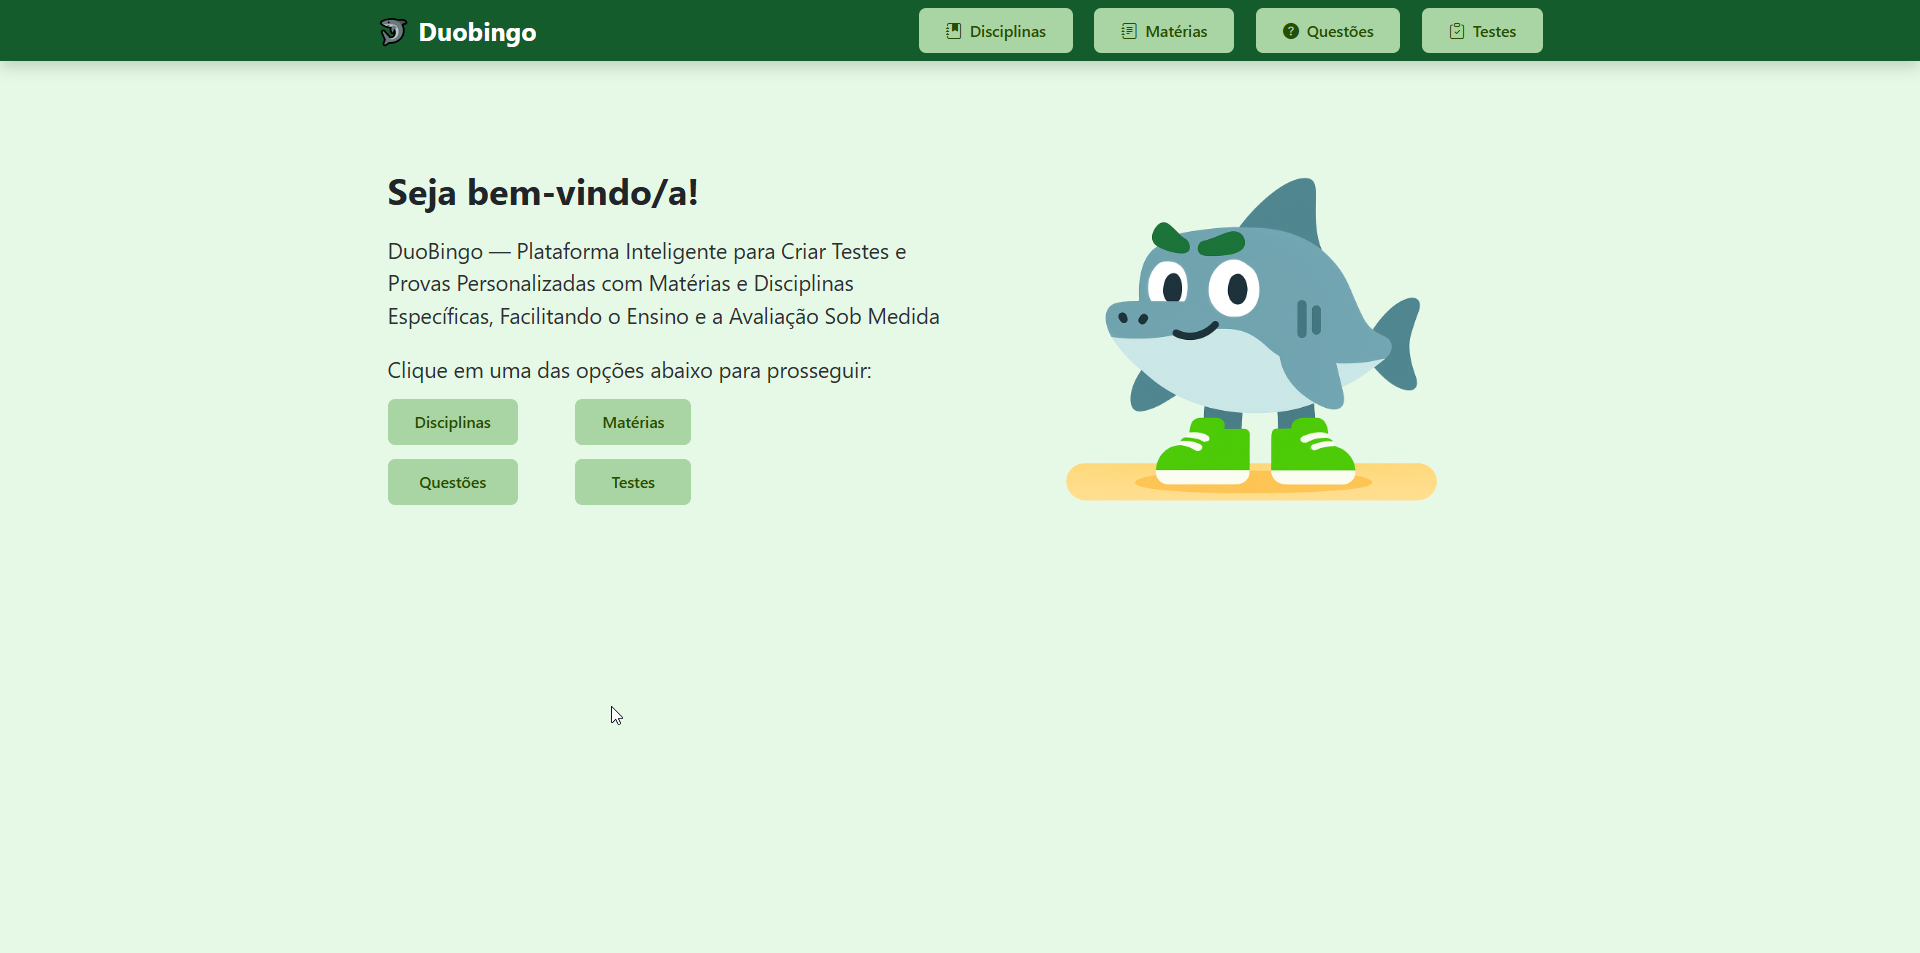 Duobingo
Disciplinas
Matérias
Questões
Testes
Seja bem-vindo/a!
DuoBingo — Plataforma Inteligente para Criar Testes e
Provas Personalizadas com Matérias e Disciplinas
Específicas, Facilitando o Ensino e a Avaliação Sob Medida
Clique em uma das opções abaixo para prosseguir:
Disciplinas
Matérias
Questões
Testes